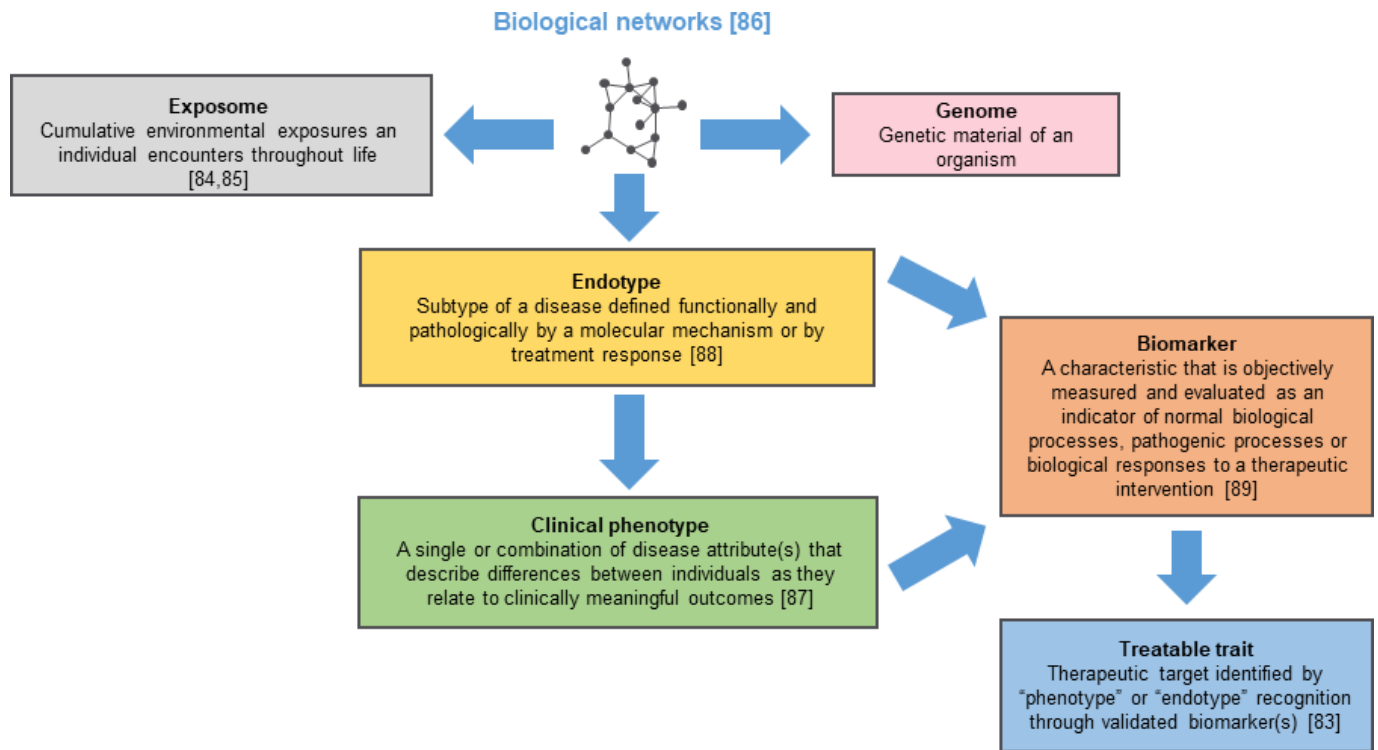 Biological networks [86]
Exposome
Cumulative environmental exposures an
individual encounters throughout life
[84,85]
Genome
Genetic material of an
organism
Endotype
Subtype of a disease defined functionally and
pathologically by a molecular mechanism or by
treatment response [88]
Biomarker
A characteristic that is objectively
measured and evaluated as an
indicator of normal biological
processes, pathogenic processes or
biological responses to a therapeutic
intervention [89]
Clinical phenotype
A single or combination of disease attribute(s) that
describe differences between individuals as they
relate to clinically meaningful outcomes [87]
Treatable trait
Therapeutic target identified by
“phenotype” or “endotype” recognition
through validated biomarker(s) [83]